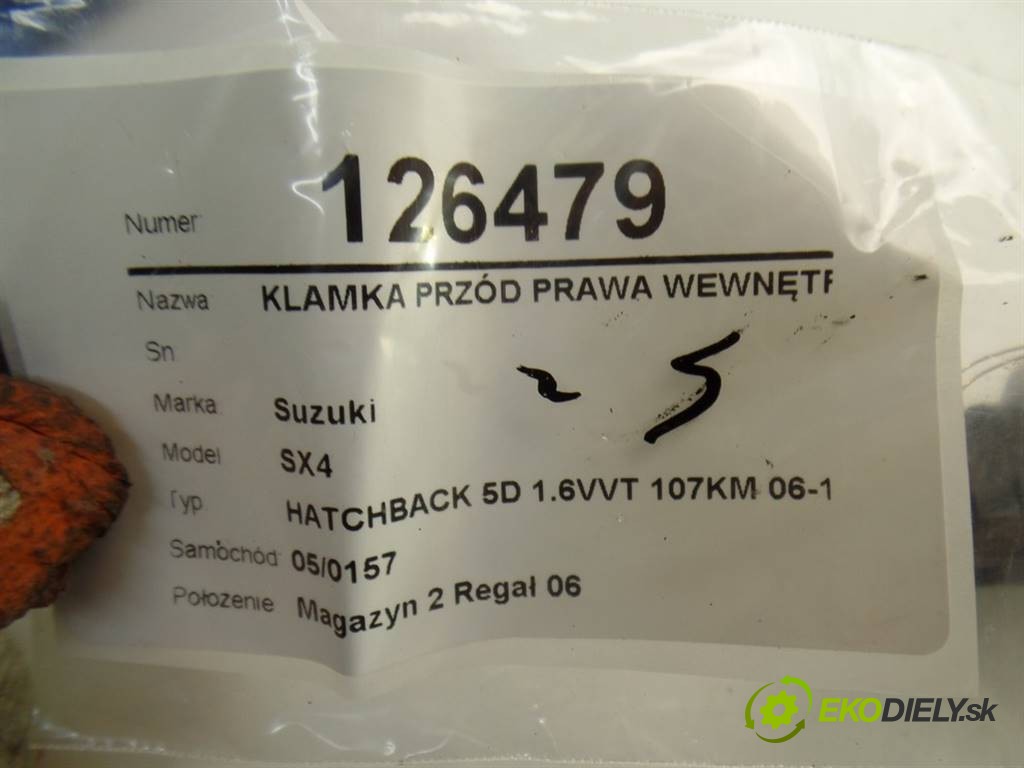 Numer 126479
Nazwa KLAMKA PRZÓD PRAWA WEWNĘTR
Sn
Marka Suzuki
Model SX4
Typ HATCHBACK 5D 1.6VVT 107KM 06-1
Samochód 05/0157
Położenie Magazyn 2 Regał 06
EKODIELY.sk